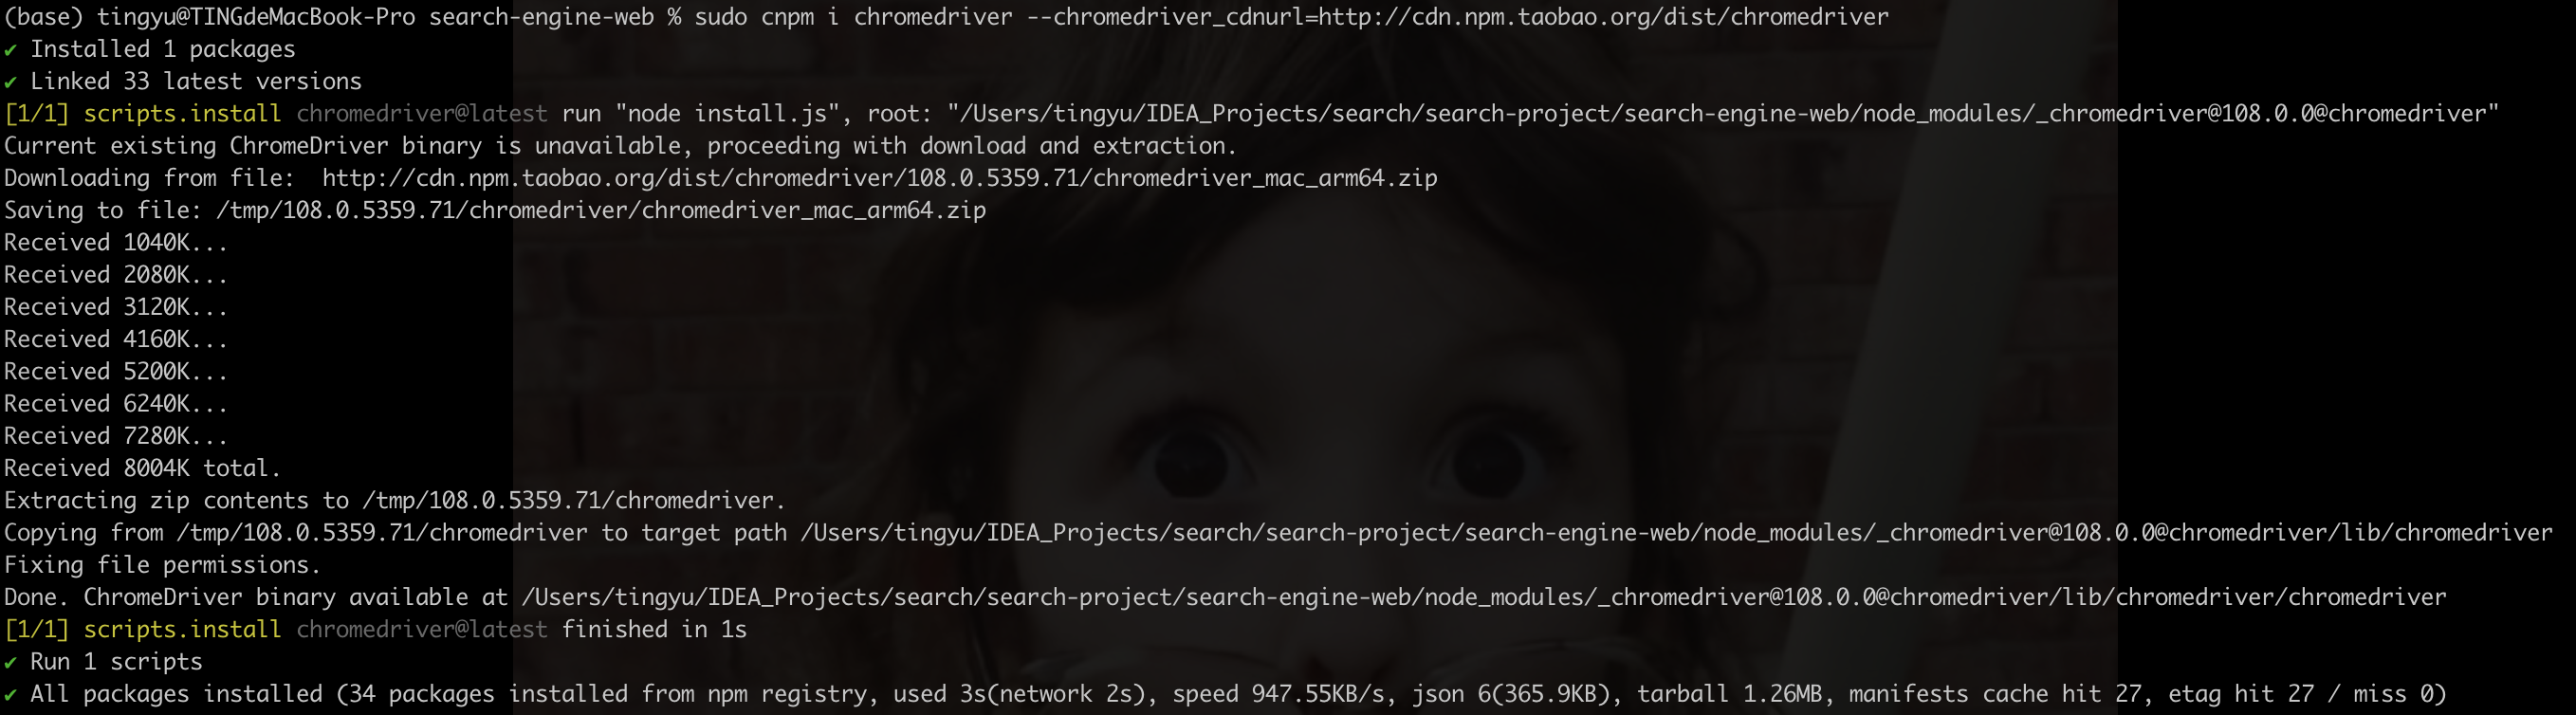 (base) tingyu@TINGdeMacBook-Pro search-engine-web % sudo cnpm i chromedriver --chromedriver_cdnurl=http://cdn.npm.taobao.org/dist/chromedriver
✔ Installed 1 packages
✔ Linked 33 latest versions
[1/1] scripts.install chromedriver@latest run "node install.js", root: "/Users/tingyu/IDEA_Projects/search/search-project/search-engine-web/node_modules/_chromedriver@108.0.0@chromedriver"
Current existing ChromeDriver binary is unavailable, proceeding with download and extraction.
Downloading from file:  http://cdn.npm.taobao.org/dist/chromedriver/108.0.5359.71/chromedriver_mac_arm64.zip
Saving to file: /tmp/108.0.5359.71/chromedriver/chromedriver_mac_arm64.zip
Received 1040K...
Received 2080K...
Received 3120K...
Received 4160K...
Received 5200K...
Received 6240K...
Received 7280K...
Received 8004K total.
Extracting zip contents to /tmp/108.0.5359.71/chromedriver.
Copying from /tmp/108.0.5359.71/chromedriver to target path /Users/tingyu/IDEA_Projects/search/search-project/search-engine-web/node_modules/_chromedriver@108.0.0@chromedriver/lib/chromedriver
Fixing file permissions.
Done. ChromeDriver binary available at /Users/tingyu/IDEA_Projects/search/search-project/search-engine-web/node_modules/_chromedriver@108.0.0@chromedriver/lib/chromedriver/chromedriver
[1/1] scripts.install chromedriver@latest finished in 1s
✔ Run 1 scripts
✔ All packages installed (34 packages installed from npm registry, used 3s(network 2s), speed 947.55KB/s, json 6(365.9KB), tarball 1.26MB, manifests cache hit 27, etag hit 27 / miss 0)